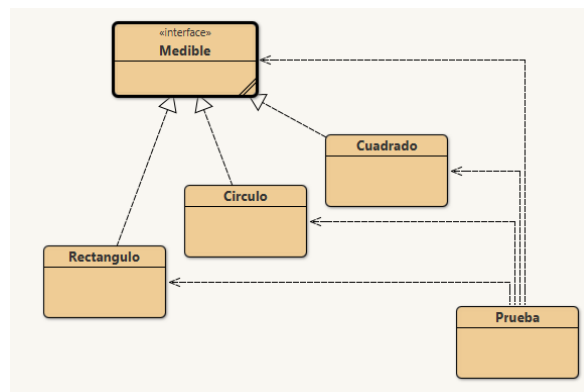 «interface»
Medible
Cuadrado
Circulo
Rectangulo
Prueba